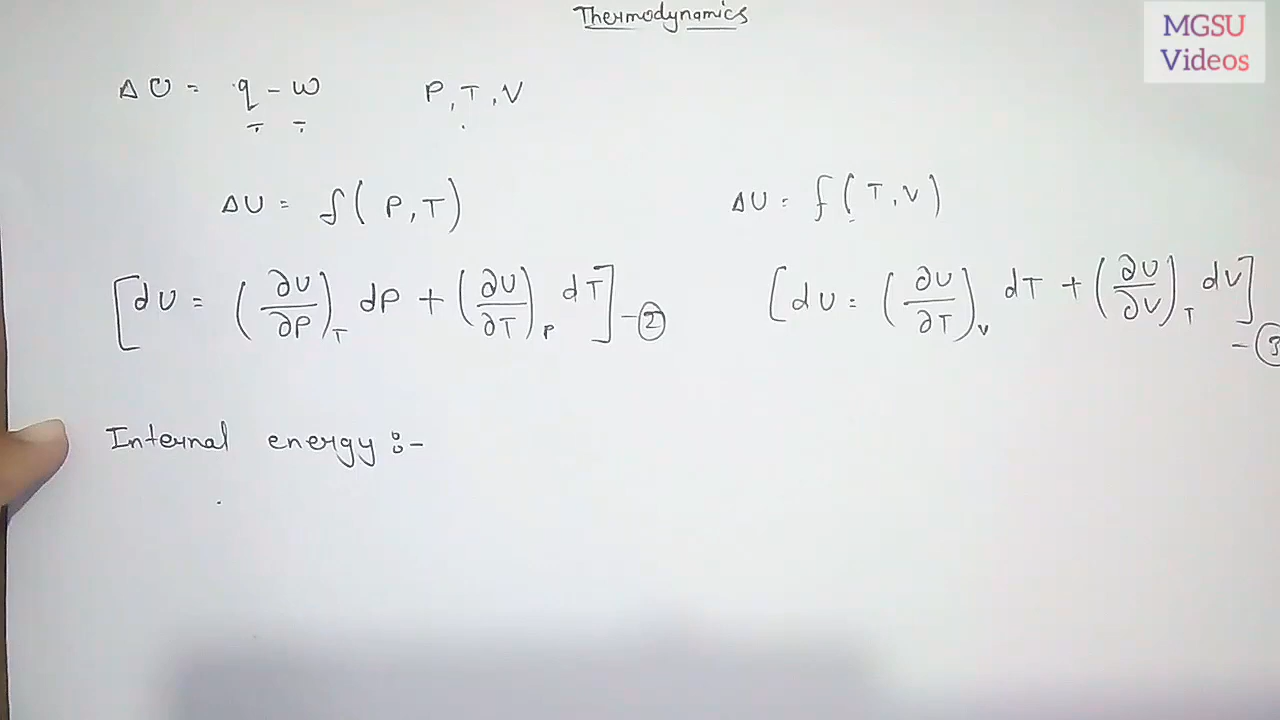 Thermodynamics
MGSU
Videos
ΔU = q - w P, T, V
ΔU = f(P, T) ΔU = f(T, V)
[dU = (∂U/∂P)_T dP + (∂U/∂T)_P dT] - ②
[dU = (∂U/∂T)_V dT + (∂U/∂V)_T dV] - ③
Internal energy :-